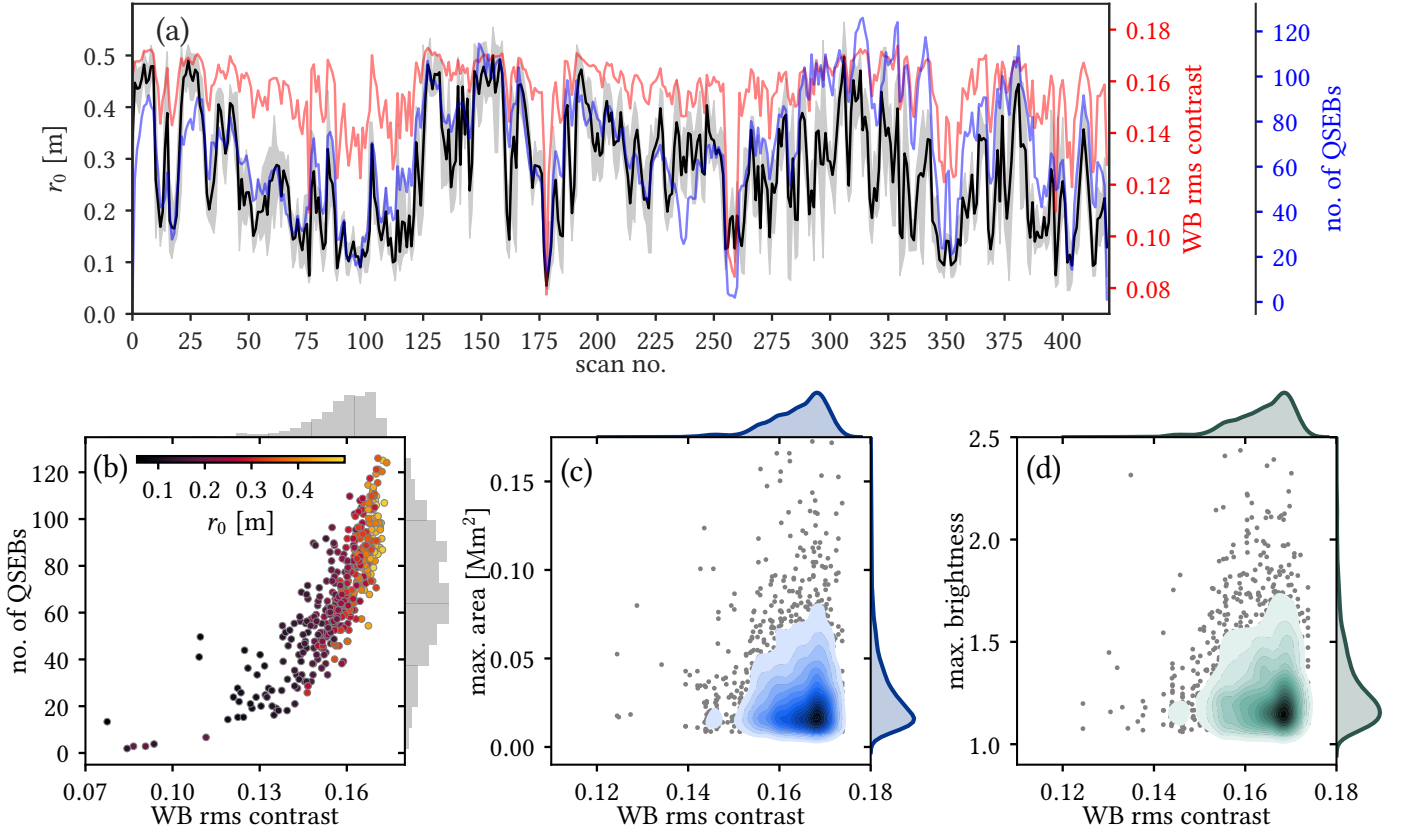 (a)
r0 [m]
0.5
0.4
0.3
0.2
0.1
0.0
0 25 50 75 100 125 150 175 200 225 250 275 300 325 350 375 400
scan no.
0.18
0.16
0.14
0.12
0.10
0.08
WB rms contrast
120
100
80
60
40
20
0
no. of QSEBs
(b)
0.1 0.2 0.3 0.4
r0 [m]
120
100
80
60
40
20
0
no. of QSEBs
0.07 0.10 0.13 0.16
WB rms contrast
(c)
0.15
0.10
0.05
0.00
max. area [Mm²]
0.12 0.14 0.16 0.18
WB rms contrast
(d)
2.5
2.0
1.5
1.0
max. brightness
0.12 0.14 0.16 0.18
WB rms contrast